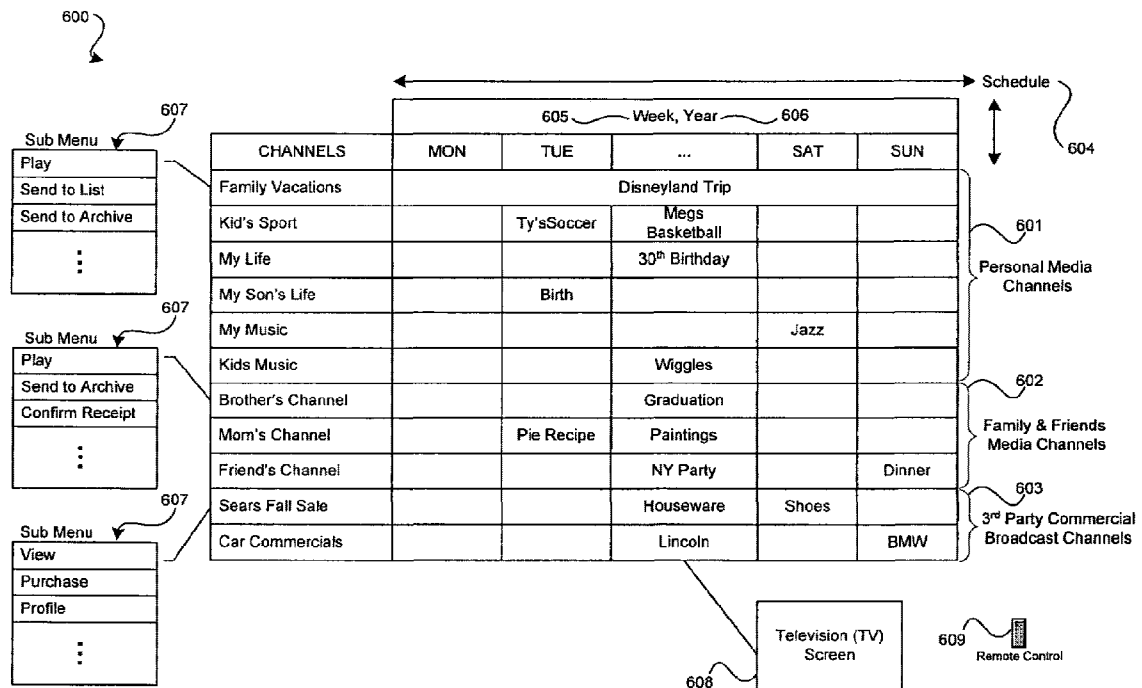 600
Schedule
604
605 Week, Year 606
CHANNELS MON TUE ... SAT SUN
Family Vacations Disneyland Trip
Kid's Sport Ty'sSoccer Megs
Basketball
My Life 30th Birthday
My Son's Life Birth
My Music Jazz
Kids Music Wiggles
Brother's Channel Graduation
Mom's Channel Pie Recipe Paintings
Friend's Channel NY Party Dinner
Sears Fall Sale Houseware Shoes
Car Commercials Lincoln BMW
607
Sub Menu
Play
Send to List
Send to Archive
607
Sub Menu
Play
Send to Archive
Confirm Receipt
607
Sub Menu
View
Purchase
Profile
601
Personal Media
Channels
602
Family & Friends
Media Channels
603
3rd Party Commercial
Broadcast Channels
Television (TV)
Screen
608
609
Remote Control